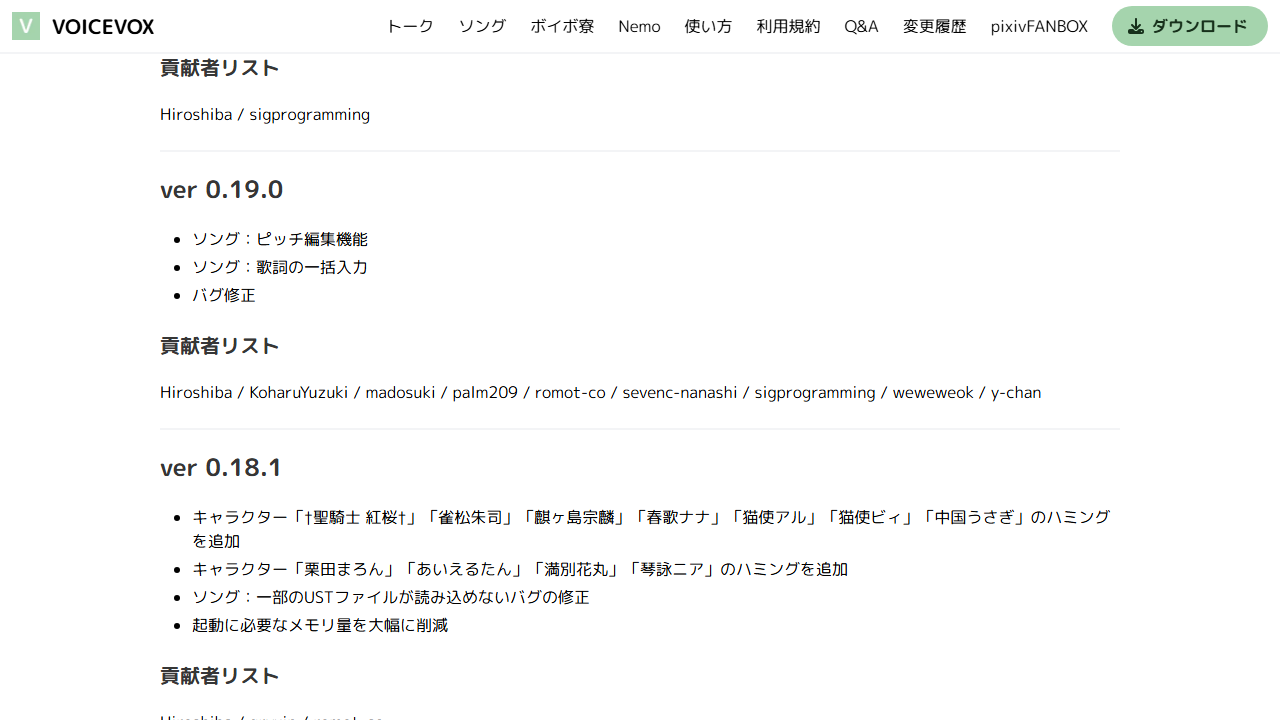 V VOICEVOX トーク ソング ボイボ寮 Nemo 使い方 利用規約 Q&A 変更履歴 pixivFANBOX ダウンロード
貢献者リスト
Hiroshiba / sigprogramming
ver 0.19.0
ソング：ピッチ編集機能
ソング：歌詞の一括入力
バグ修正
貢献者リスト
Hiroshiba / KoharuYuzuki / madosuki / palm209 / romot-co / sevenc-nanashi / sigprogramming / weweweok / y-chan
ver 0.18.1
キャラクター「†聖騎士 紅桜†」「雀松朱司」「麒ヶ島宗麟」「春歌ナナ」「猫使アル」「猫使ビィ」「中国うさぎ」のハミング
を追加
キャラクター「栗田まろん」「あいえるたん」「満別花丸」「琴詠ニア」のハミングを追加
ソング：一部のUSTファイルが読み込めないバグの修正
起動に必要なメモリ量を大幅に削減
貢献者リスト